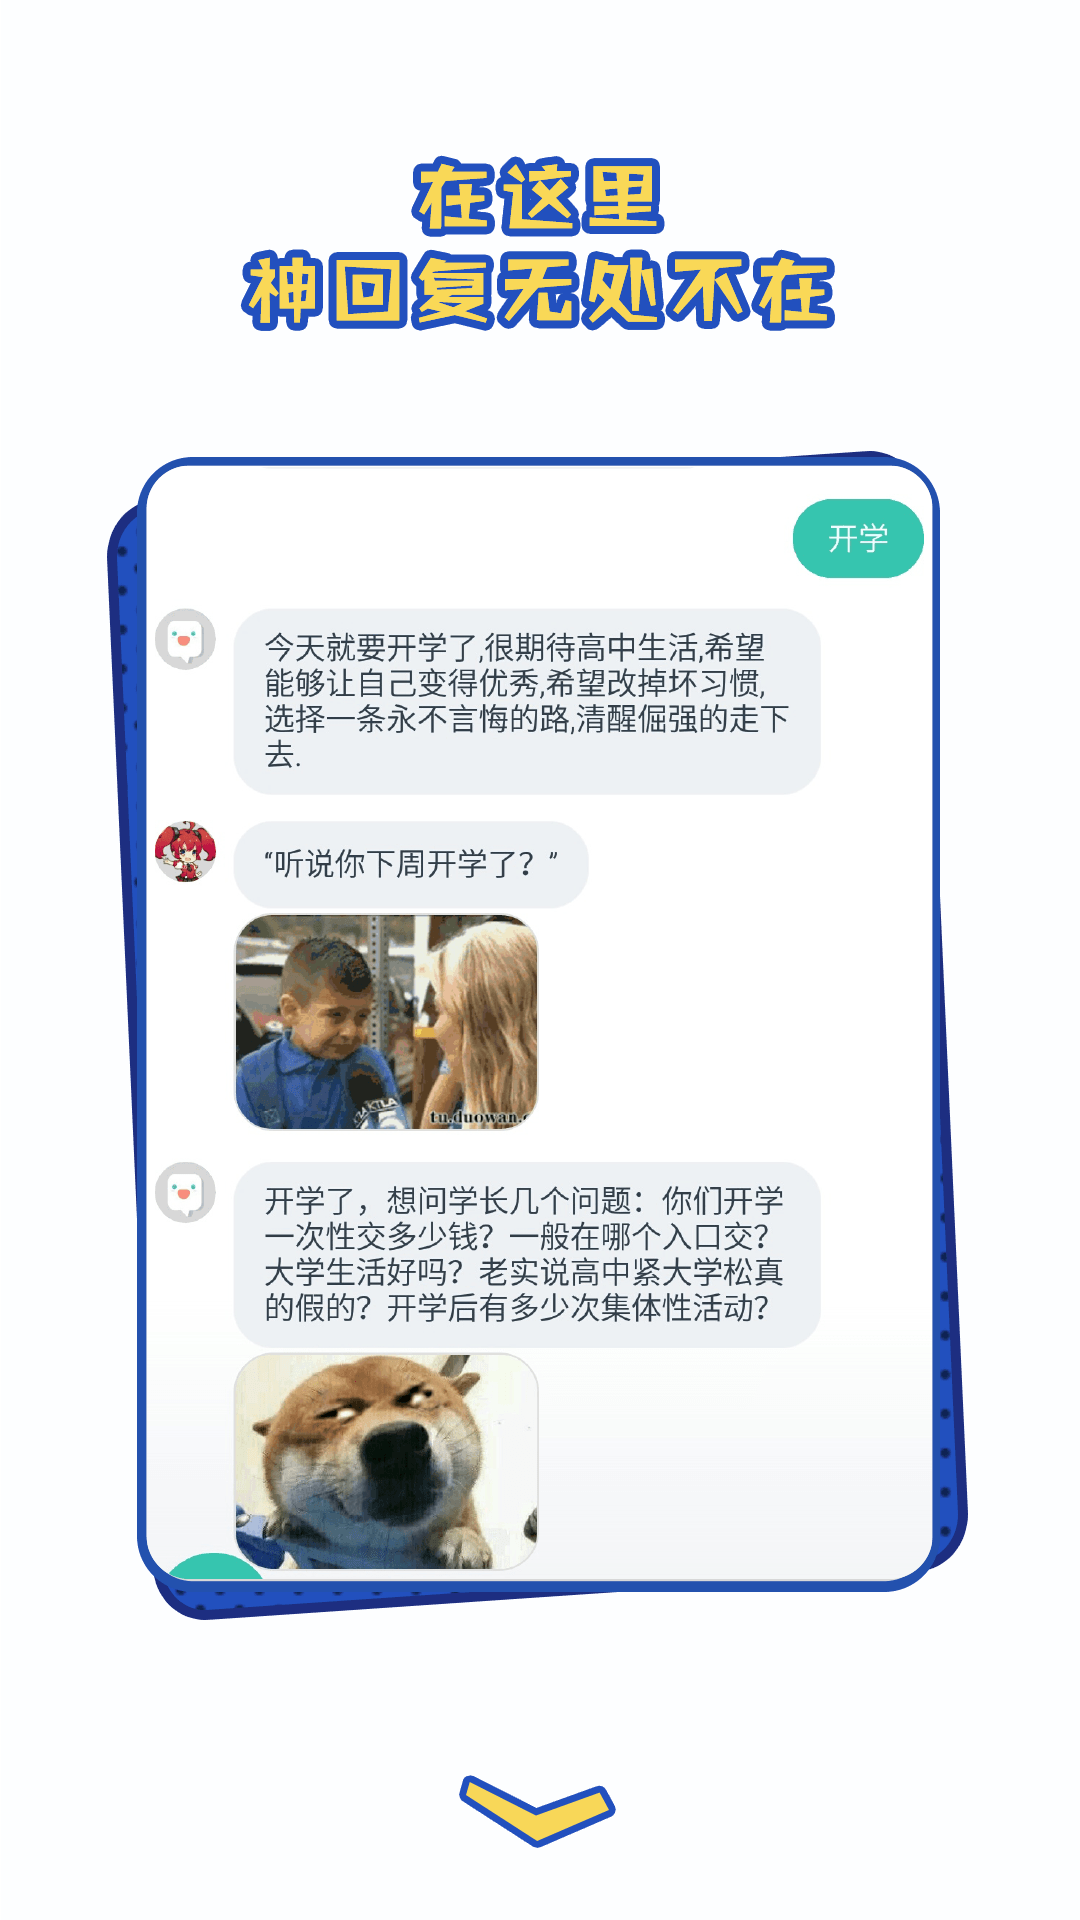 在这里
神回复无处不在
开学
今天就要开学了,很期待高中生活,希望
能够让自己变得优秀,希望改掉坏习惯,
选择一条永不言悔的路,清醒倔强的走下
去.
“听说你下周开学了？”
KTLA
5
tu.duowan.c
开学了，想问学长几个问题：你们开学
一次性交多少钱？一般在哪个入口交？
大学生活好吗？老实说高中紧大学松真
的假的？开学后有多少次集体性活动？